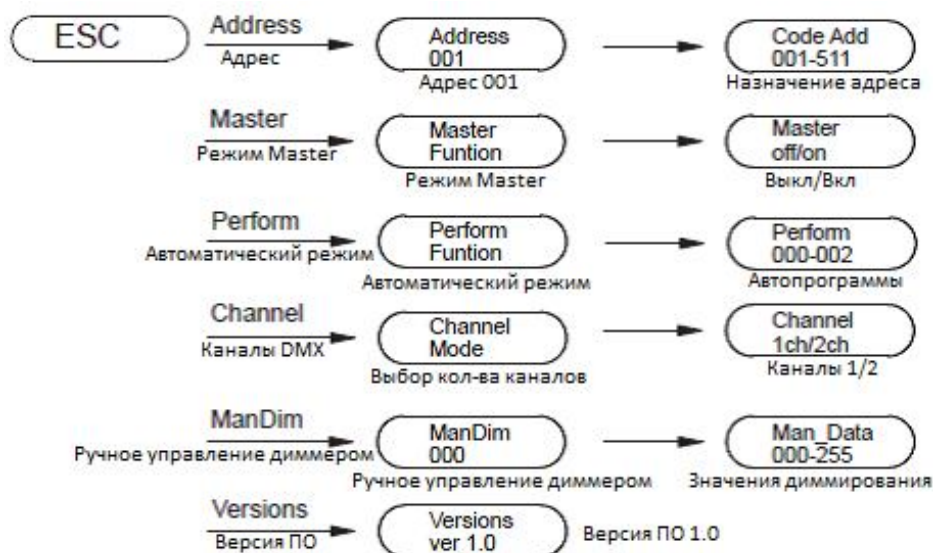 ESC
Address
Адрес
Address
001
Адрес 001
Code Add
001-511
Назначение адреса
Master
Режим Master
Master
Funtion
Режим Master
Master
off/on
Выкл/Вкл
Perform
Автоматический режим
Perform
Funtion
Автоматический режим
Perform
000-002
Автопрограммы
Channel
Каналы DMX
Channel
Mode
Выбор кол-ва каналов
Channel
1ch/2ch
Каналы 1/2
ManDim
Ручное управление диммером
ManDim
000
Ручное управление диммером
Man_Data
000-255
Значения диммирования
Versions
Версия ПО
Versions
ver 1.0
Версия ПО 1.0